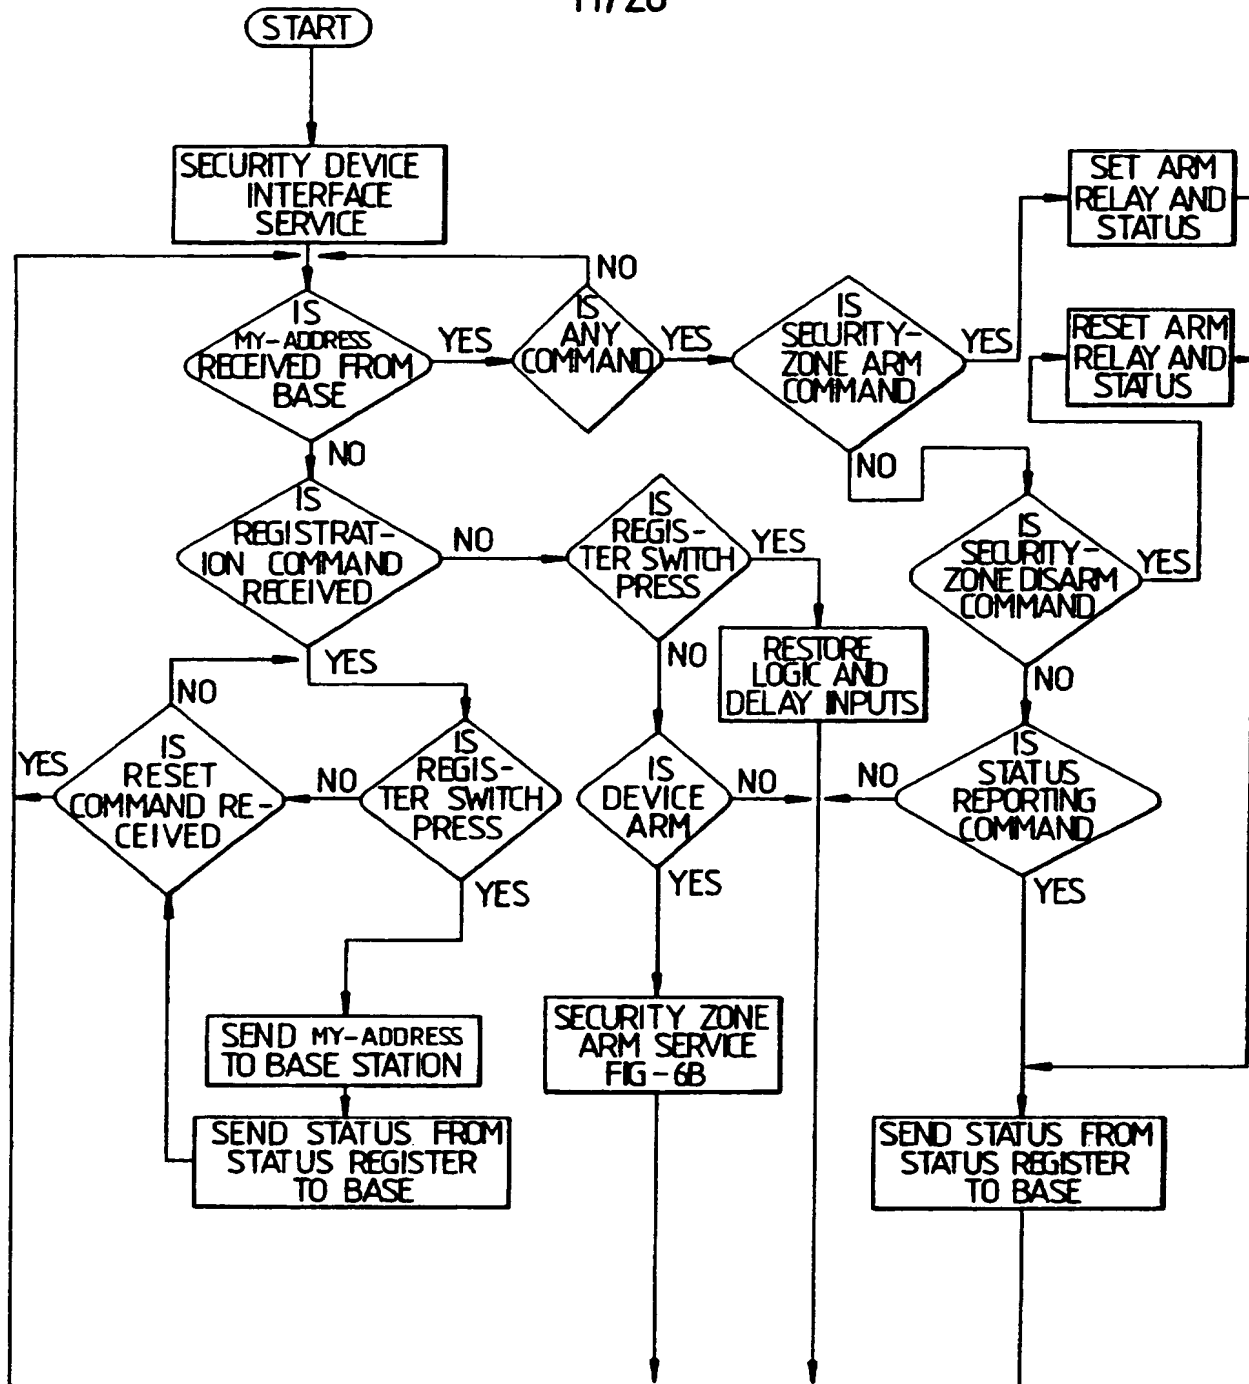 START
SECURITY DEVICE
INTERFACE
SERVICE
SET ARM
RELAY AND
STATUS
NO
IS
MY-ADDRESS
RECEIVED FROM
BASE
YES
IS
ANY
COMMAND
YES
IS
SECURITY-
ZONE ARM
COMMAND
YES
RESET ARM
RELAY AND
STATUS
NO
NO
IS
REGISTRAT-
ION COMMAND
RECEIVED
NO
IS
REGIS-
TER SWITCH
PRESS
YES
IS
SECURITY-
ZONE DISARM
COMMAND
YES
YES
NO
RESTORE
LOGIC AND
DELAY INPUTS
NO
NO
YES
IS
RESET
COMMAND RE-
CEIVED
NO
IS
REGIS-
TER SWITCH
PRESS
IS
DEVICE
ARM
NO
NO
IS
STATUS
REPORTING
COMMAND
YES
YES
YES
SEND MY-ADDRESS
TO BASE STATION
SECURITY ZONE
ARM SERVICE
FIG-6B
SEND STATUS FROM
STATUS REGISTER
TO BASE
SEND STATUS FROM
STATUS REGISTER
TO BASE